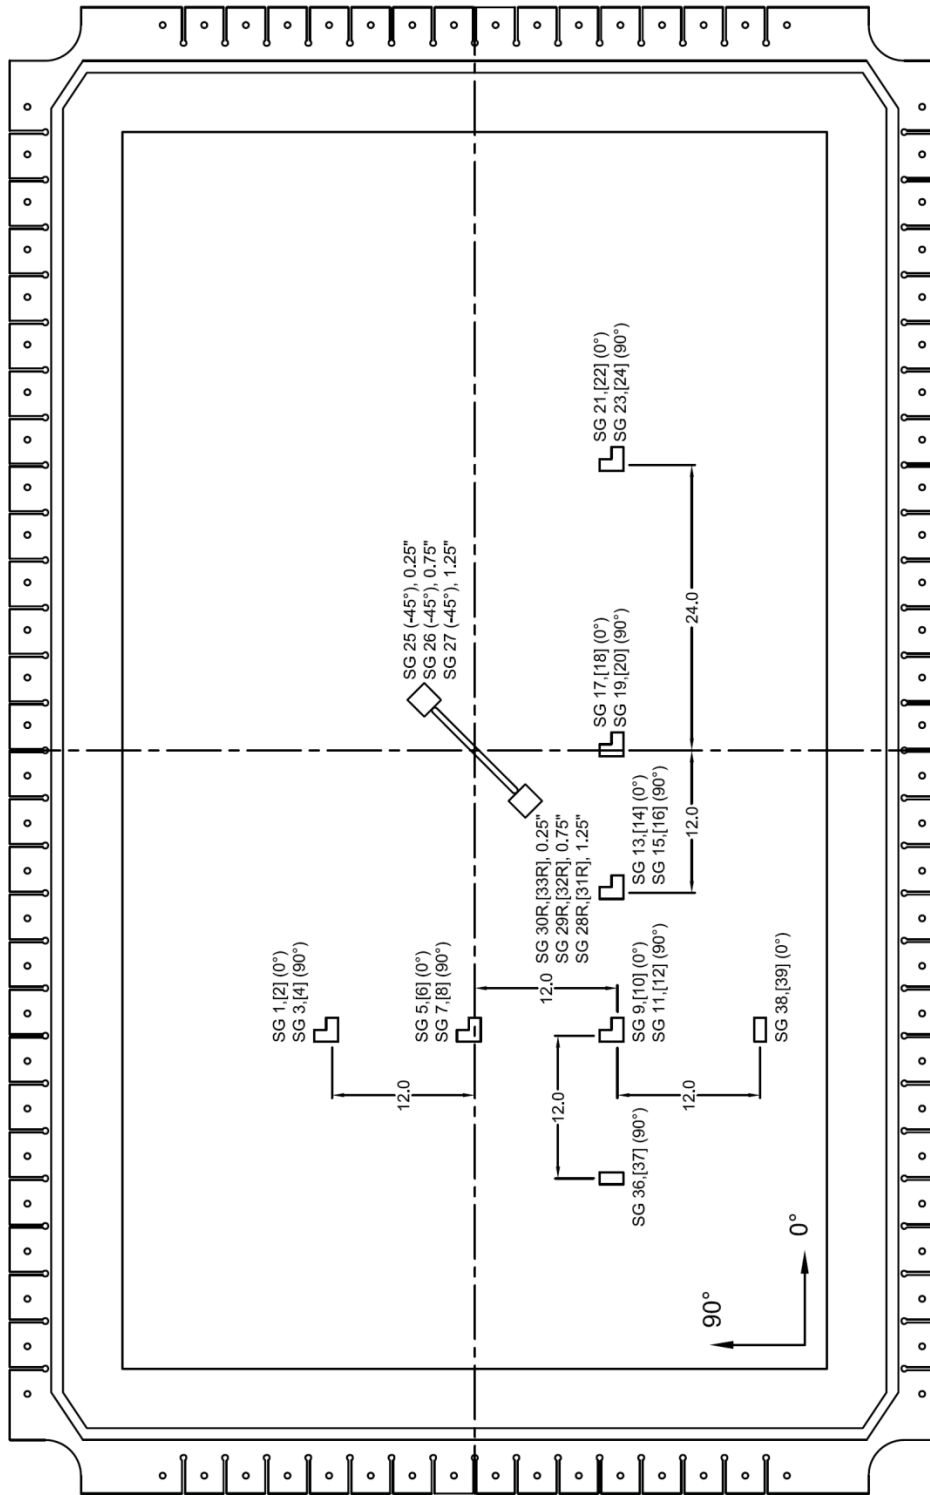 SG 21,[22] (0°)
SG 23,[24] (90°)
SG 25 (-45°), 0.25"
SG 26 (-45°), 0.75"
SG 27 (-45°), 1.25"
24.0
SG 17,[18] (0°)
SG 19,[20] (90°)
12.0
SG 13,[14] (0°)
SG 15,[16] (90°)
SG 30R,[33R], 0.25"
SG 29R,[32R], 0.75"
SG 28R,[31R], 1.25"
SG 1,[2] (0°)
SG 3,[4] (90°)
SG 5,[6] (0°)
SG 7,[8] (90°)
12.0
SG 9,[10] (0°)
SG 11,[12] (90°)
SG 38,[39] (0°)
12.0
12.0
12.0
SG 36,[37] (90°)
90°
0°